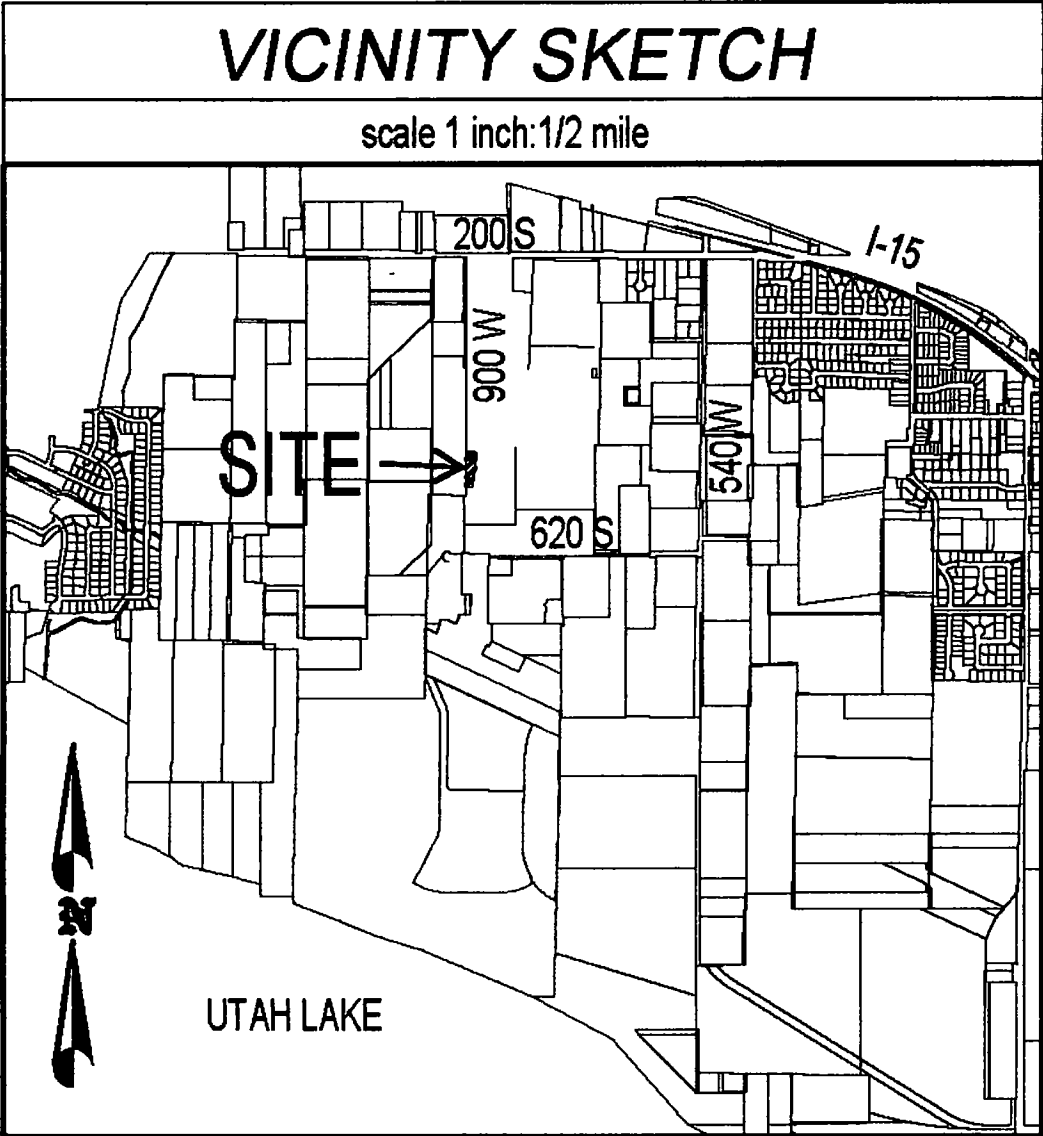 VICINITY SKETCH
scale 1 inch:1/2 mile
200 S
I-15
900 W
SITE
540 W
620 S
N
UTAH LAKE